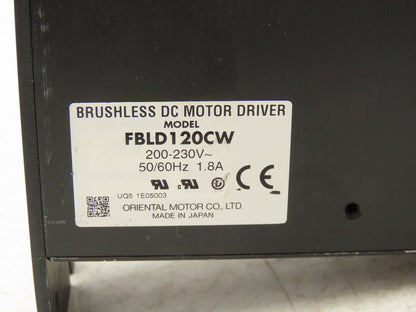 BRUSHLESS DC MOTOR DRIVER
MODEL
FBLD120CW
200-230V~
50/60Hz 1.8A
UQ5 1E05003
ORIENTAL MOTOR CO., LTD.
MADE IN JAPAN